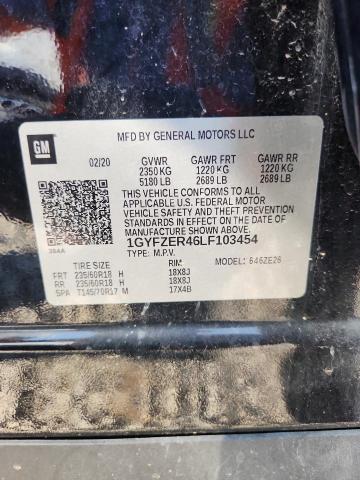 GM
MFD BY GENERAL MOTORS LLC
02/20 GVWR GAWR FRT GAWR RR
2350 KG 1220 KG 1220 KG
5180 LB 2689 LB 2689 LB
THIS VEHICLE CONFORMS TO ALL
APPLICABLE U.S. FEDERAL MOTOR
VEHICLE SAFETY, BUMPER, AND
THEFT PREVENTION STANDARDS IN
EFFECT ON THE DATE OF
MANUFACTURE SHOWN ABOVE.
384A 1GYFZER46LF103454
TYPE: M.P.V. MODEL: 646ZE26
TIRE SIZE RIM
FRT 235/60R18 H 18X8J
RR 235/60R18 H 18X8J
SPA T145/70R17 M 17X4B